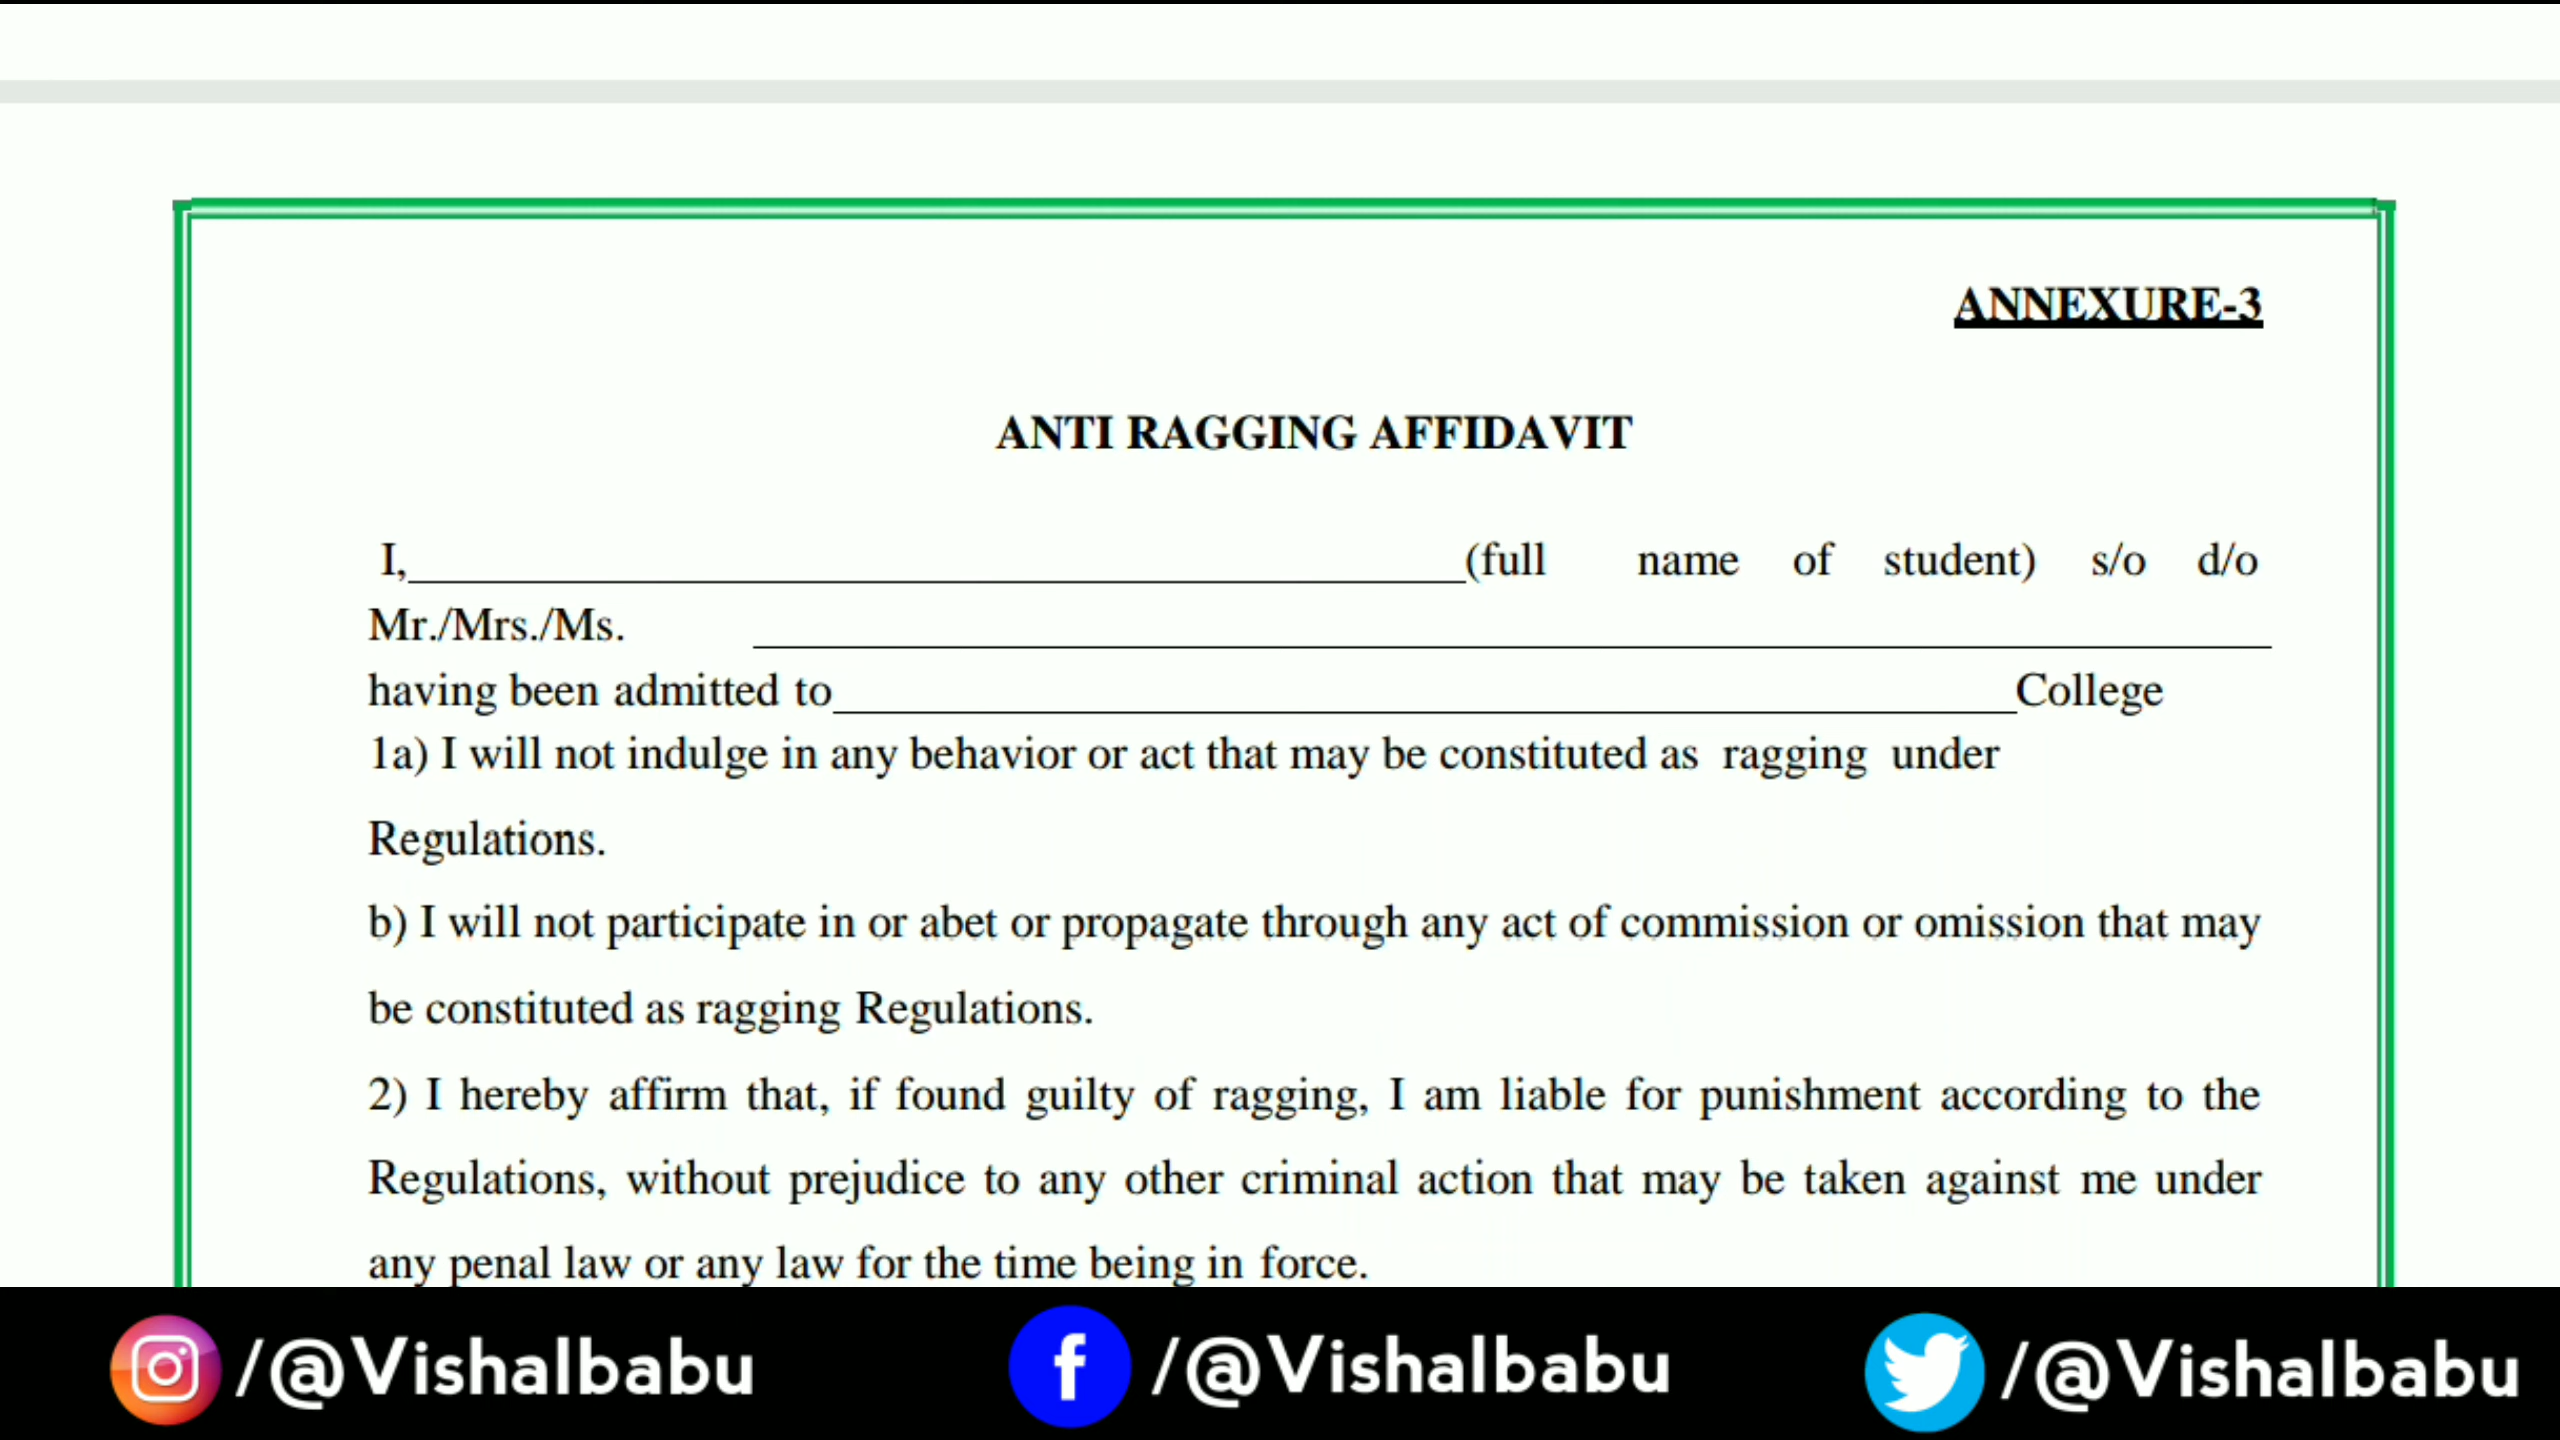 ANNEXURE-3
ANTI RAGGING AFFIDAVIT
I,____________________(full name of student) s/o d/o
Mr./Mrs./Ms. ____________________
having been admitted to____________________College
1a) I will not indulge in any behavior or act that may be constituted as ragging under
Regulations.
b) I will not participate in or abet or propagate through any act of commission or omission that may
be constituted as ragging Regulations.
2) I hereby affirm that, if found guilty of ragging, I am liable for punishment according to the
Regulations, without prejudice to any other criminal action that may be taken against me under
any penal law or any law for the time being in force.
/@Vishalbabu /@Vishalbabu /@Vishalbabu